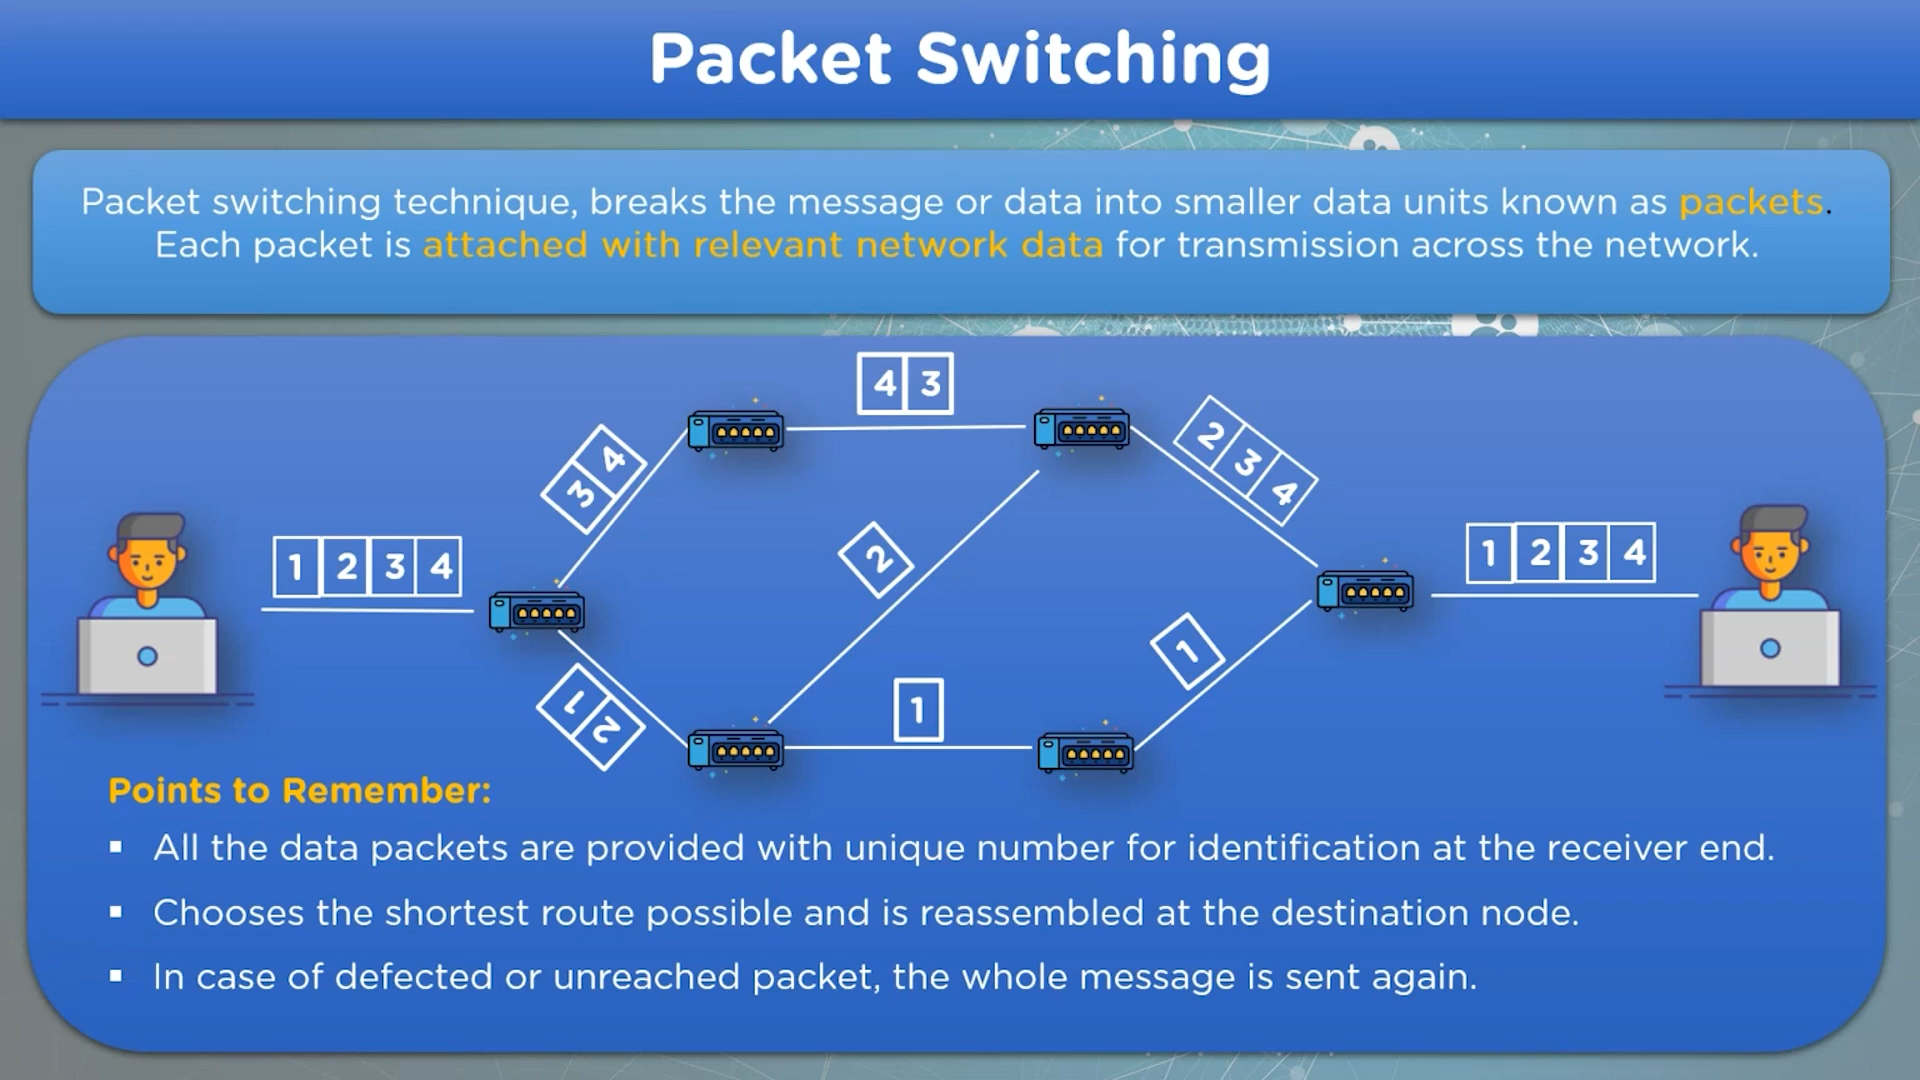 Packet Switching
Packet switching technique, breaks the message or data into smaller data units known as packets.
Each packet is attached with relevant network data for transmission across the network.
4 3
3 4
2 3 4
1 2 3 4
2
1 2 3 4
1
1 2
1
Points to Remember:
▪ All the data packets are provided with unique number for identification at the receiver end.
▪ Chooses the shortest route possible and is reassembled at the destination node.
▪ In case of defected or unreached packet, the whole message is sent again.